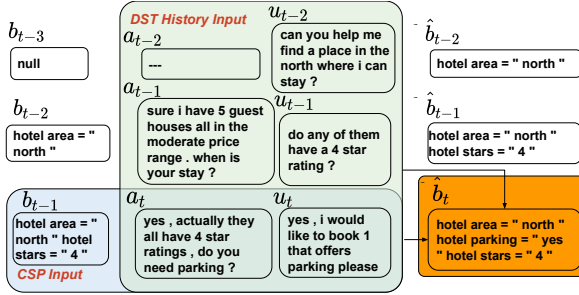 DST History Input
b_{t-3}
null
a_{t-2}
---
u_{t-2}
can you help me
find a place in the
north where i can
stay ?
\hat{b}_{t-2}
hotel area = " north"
b_{t-2}
hotel area = "
north "
a_{t-1}
sure i have 5 guest
houses all in the
moderate price
range . when is
your stay ?
u_{t-1}
do any of them
have a 4 star
rating ?
\hat{b}_{t-1}
hotel area = " north"
hotel stars = " 4 "
b_{t-1}
hotel area = "
north " hotel
stars = " 4 "
CSP Input
a_t
yes , actually they
all have 4 star
ratings , do you
need parking ?
u_t
yes , i would
like to book 1
that offers
parking please
\hat{b}_t
hotel area = " north"
hotel parking = " yes
" hotel stars = " 4"